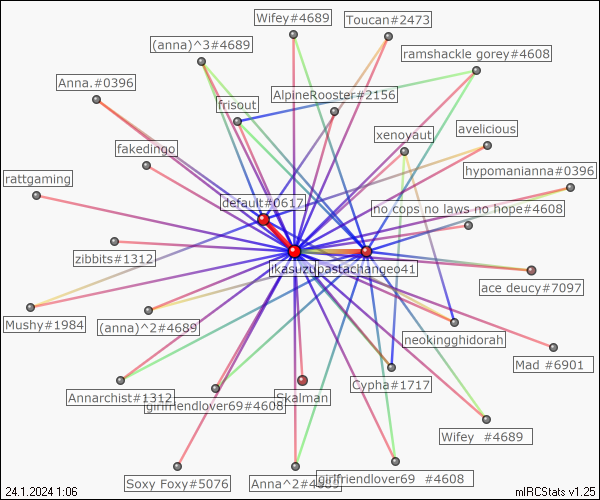 Wifey#4689
Toucan#2473
(anna)^3#4689
ramshackle gorey#4608
Anna.#0396
AlpineRooster#2156
frisout
xenoyaut
avelicious
fakedingo
hypomanianna#0396
rattgaming
default#0617
no cops no laws no hope#4608
zibbits#1312
ikasuzu
pastachangeo41
ace deucy#7097
Mushy#1984
(anna)^2#4689
neokingghidorah
Mad #6901
Cypha#1717
Annarchist#1312
girlfriendlover69#4608
Skalman
Wifey  #4689
Soxy Foxy#5076
Anna^2#4689
girlfriendlover69  #4608
24.1.2024 1:06
mIRCStats v1.25